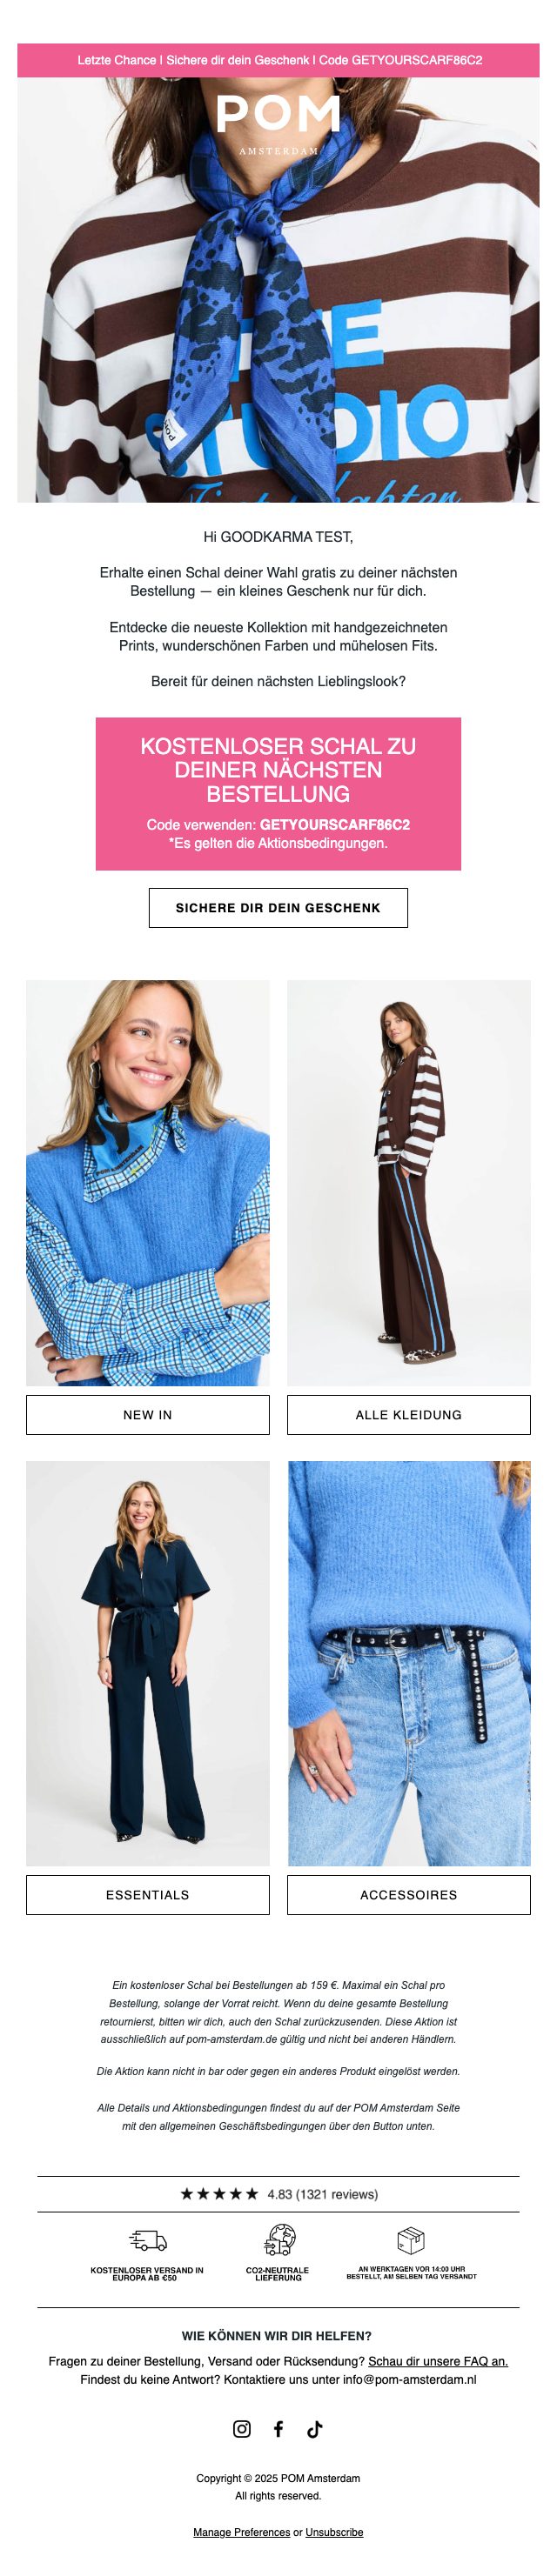 Letzte Chance I Sichere dir dein Geschenk I Code GETYOURSCARF86C2
POM
AMSTERDAM
THE
STUDIO
POM
Hi GOODKARMA TEST,
Erhalte einen Schal deiner Wahl gratis zu deiner nächsten
Bestellung — ein kleines Geschenk nur für dich.
Entdecke die neueste Kollektion mit handgezeichneten
Prints, wunderschönen Farben und mühelosen Fits.
Bereit für deinen nächsten Lieblingslook?
KOSTENLOSER SCHAL ZU
DEINER NÄCHSTEN
BESTELLUNG
Code verwenden: GETYOURSCARF86C2
*Es gelten die Aktionsbedingungen.
SICHERE DIR DEIN GESCHENK
POM AMSTERDAM
NEW IN
ALLE KLEIDUNG
ESSENTIALS
ACCESSOIRES
Ein kostenloser Schal bei Bestellungen ab 159 €. Maximal ein Schal pro
Bestellung, solange der Vorrat reicht. Wenn du deine gesamte Bestellung
retournierst, bitten wir dich, auch den Schal zurückzusenden. Diese Aktion ist
ausschließlich auf pom-amsterdam.de gültig und nicht bei anderen Händlern.
Die Aktion kann nicht in bar oder gegen ein anderes Produkt eingelöst werden.
Alle Details und Aktionsbedingungen findest du auf der POM Amsterdam Seite
mit den allgemeinen Geschäftsbedingungen über den Button unten.
★★★★★ 4.83 (1321 reviews)
KOSTENLOSER VERSAND IN
EUROPA AB €50
CO2-NEUTRALE
LIEFERUNG
AN WERKTAGEN VOR 14:00 UHR
BESTELLT, AM SELBEN TAG VERSANDT
WIE KÖNNEN WIR DIR HELFEN?
Fragen zu deiner Bestellung, Versand oder Rücksendung? Schau dir unsere FAQ an.
Findest du keine Antwort? Kontaktiere uns unter info@pom-amsterdam.nl
Copyright © 2025 POM Amsterdam
All rights reserved.
Manage Preferences or Unsubscribe